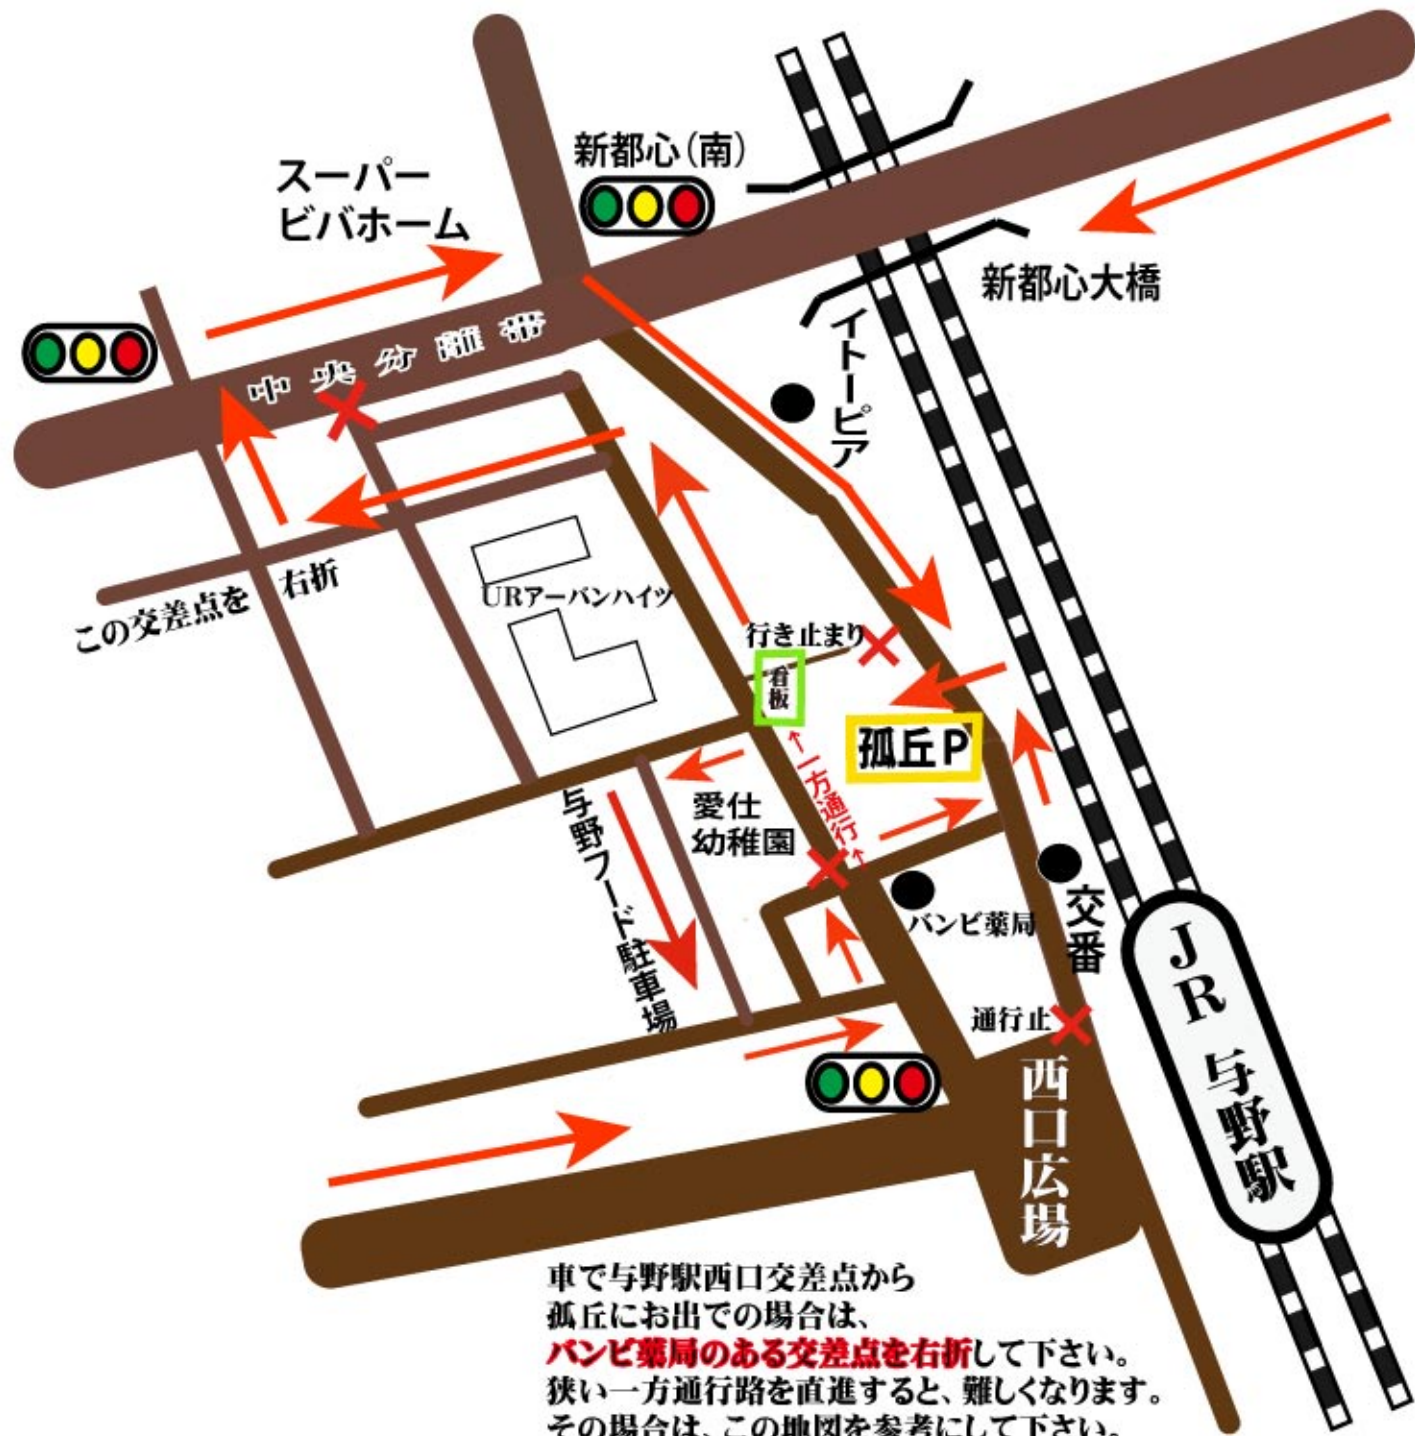 新都心（南）
スーパー
ビバホーム
新都心大橋
中央分離帯
イトーピア
この交差点を 右折
URアーバンハイツ
行き止まり
看板
孤丘P
←一方通行←
愛仕
幼稚園
与野フード駐車場
バンビ薬局
交番
通行止
JR 与野駅
西口広場
車で与野駅西口交差点から
孤丘にお出での場合は、
バンビ薬局のある交差点を右折して下さい。
狭い一方通行路を直進すると、難しくなります。
その場合は、この地図を参考にして下さい。